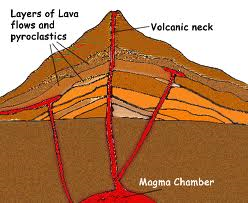 Layers of Lava
flows and
pyroclastics
Volcanic neck
Magma Chamber